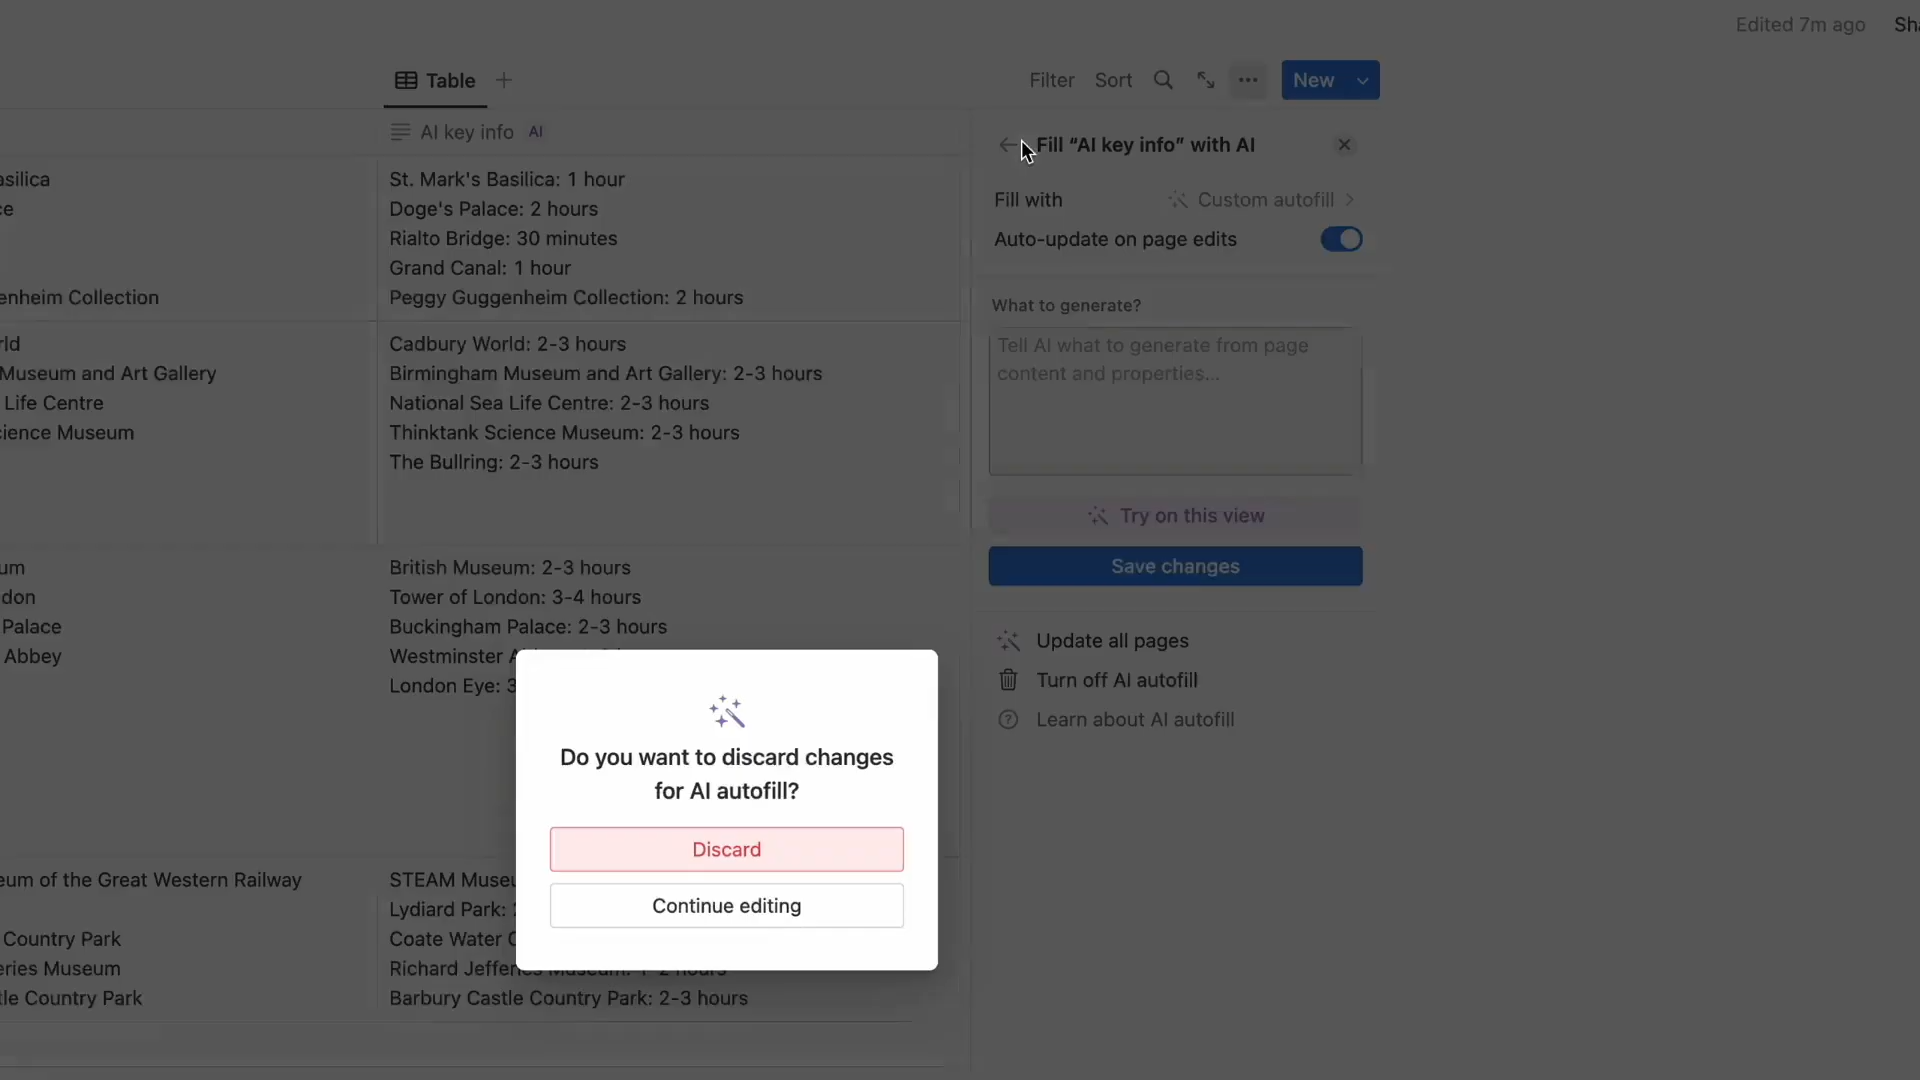 Edited 7m ago Sha
Table
Filter Sort New
AI key info AI
Fill “AI key info” with AI
asilica
ce
enheim Collection
St. Mark's Basilica: 1 hour
Doge's Palace: 2 hours
Rialto Bridge: 30 minutes
Grand Canal: 1 hour
Peggy Guggenheim Collection: 2 hours
Fill with Custom autofill
Auto-update on page edits
What to generate?
Tell AI what to generate from page
content and properties...
Try on this view
Save changes
Update all pages
Turn off AI autofill
Learn about AI autofill
rld
Museum and Art Gallery
Life Centre
cience Museum
Cadbury World: 2-3 hours
Birmingham Museum and Art Gallery: 2-3 hours
National Sea Life Centre: 2-3 hours
Thinktank Science Museum: 2-3 hours
The Bullring: 2-3 hours
um
don
Palace
Abbey
British Museum: 2-3 hours
Tower of London: 3-4 hours
Buckingham Palace: 2-3 hours
Westminster
London Eye: 3
Do you want to discard changes
for AI autofill?
Discard
Continue editing
eum of the Great Western Railway
Country Park
eries Museum
tle Country Park
STEAM Museu
Lydiard Park:
Coate Water
Richard Jefferies Museum: 1-2 hours
Barbury Castle Country Park: 2-3 hours